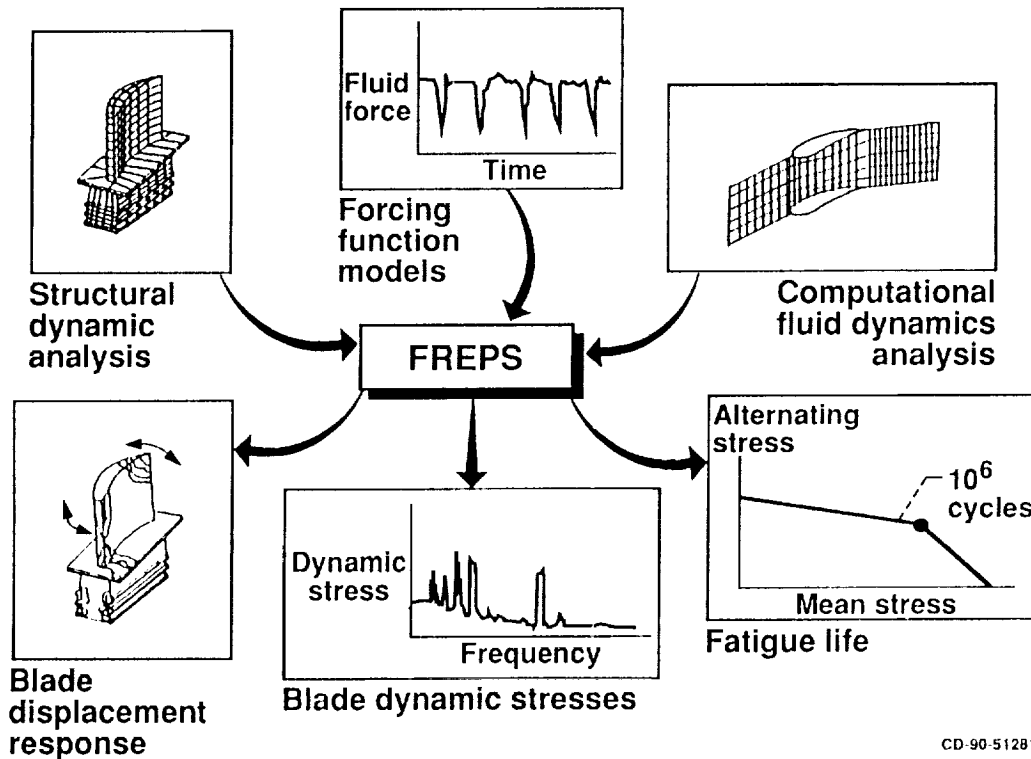 Fluid
force
Time
Forcing
function
models
Structural
dynamic
analysis
Computational
fluid dynamics
analysis
FREPS
Blade
displacement
response
Dynamic
stress
Frequency
Blade dynamic stresses
Alternating
stress
10⁶
cycles
Mean stress
Fatigue life
CD-90-51281